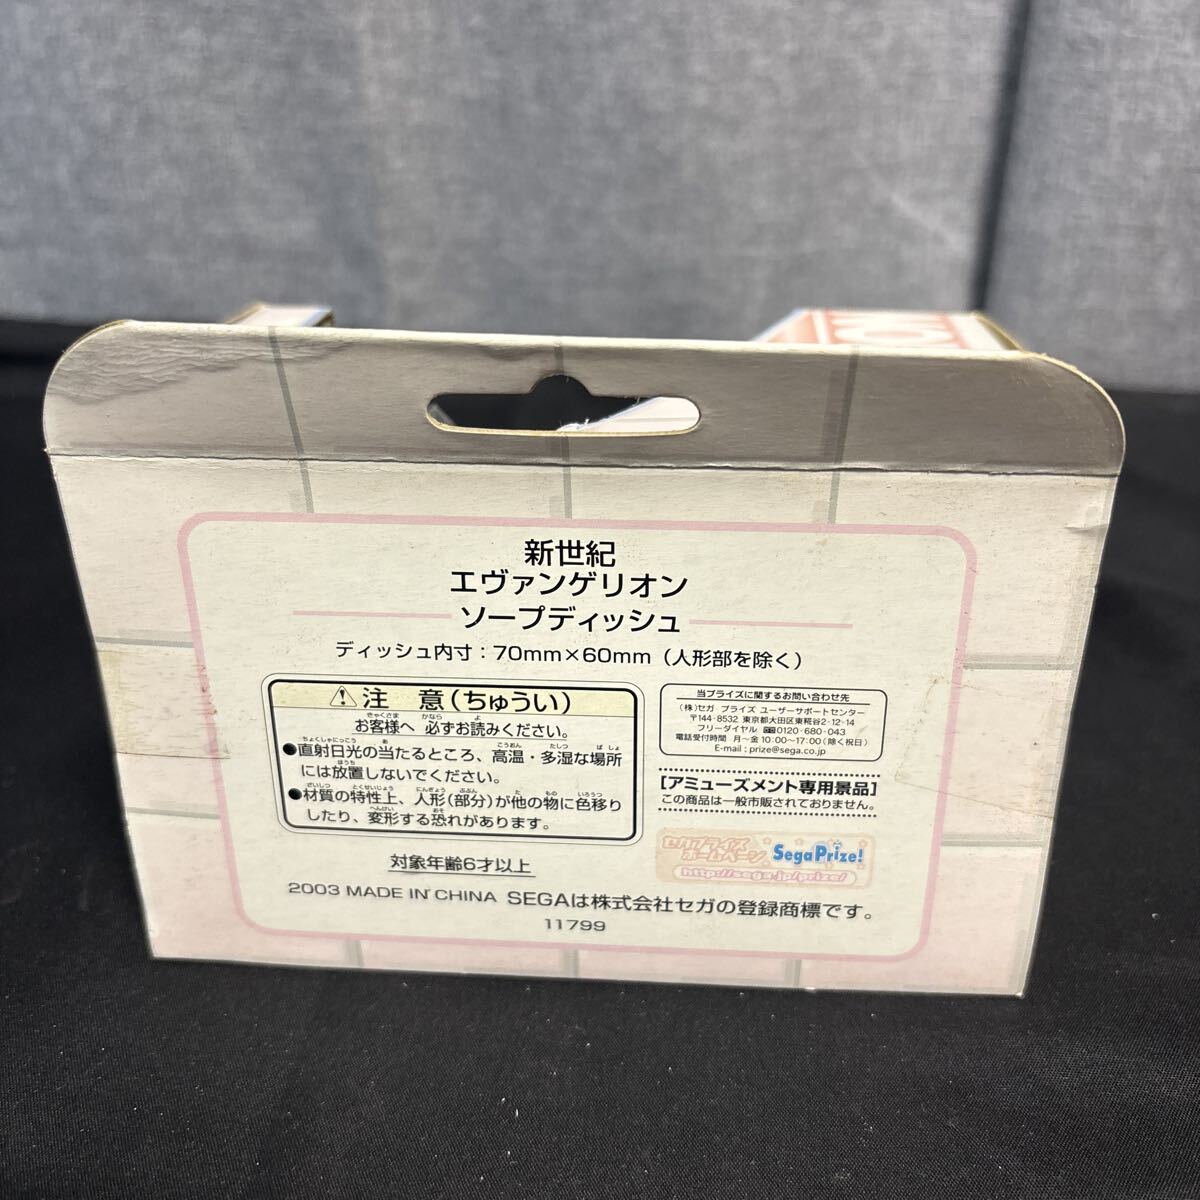 新世紀
エヴァンゲリオン
ソープディッシュ
ディッシュ内寸：70mm×60mm（人形部を除く）
⚠注 意（ちゅうい）
お客様へ 必ずお読みください。
●直射日光の当たるところ、高温・多湿な場所
には放置しないでください。
●材質の特性上、人形（部分）が他の物に色移り
したり、変形する恐れがあります。
対象年齢6才以上
当プライズに関するお問い合わせ先
（株）セガ プライズ ユーザーサポートセンター
〒144-8532 東京都大田区東糀谷2-12-14
フリーダイヤル 0120-680-043
電話受付時間 月～金 10:00～17:00（除く祝日）
E-mail : prize@sega.co.jp
［アミューズメント専用景品］
この商品は一般市販されておりません。
セガプライズ
ホームページ
SegaPrize!
http://sega.jp/prize/
2003 MADE IN CHINA SEGAは株式会社セガの登録商標です。
11799